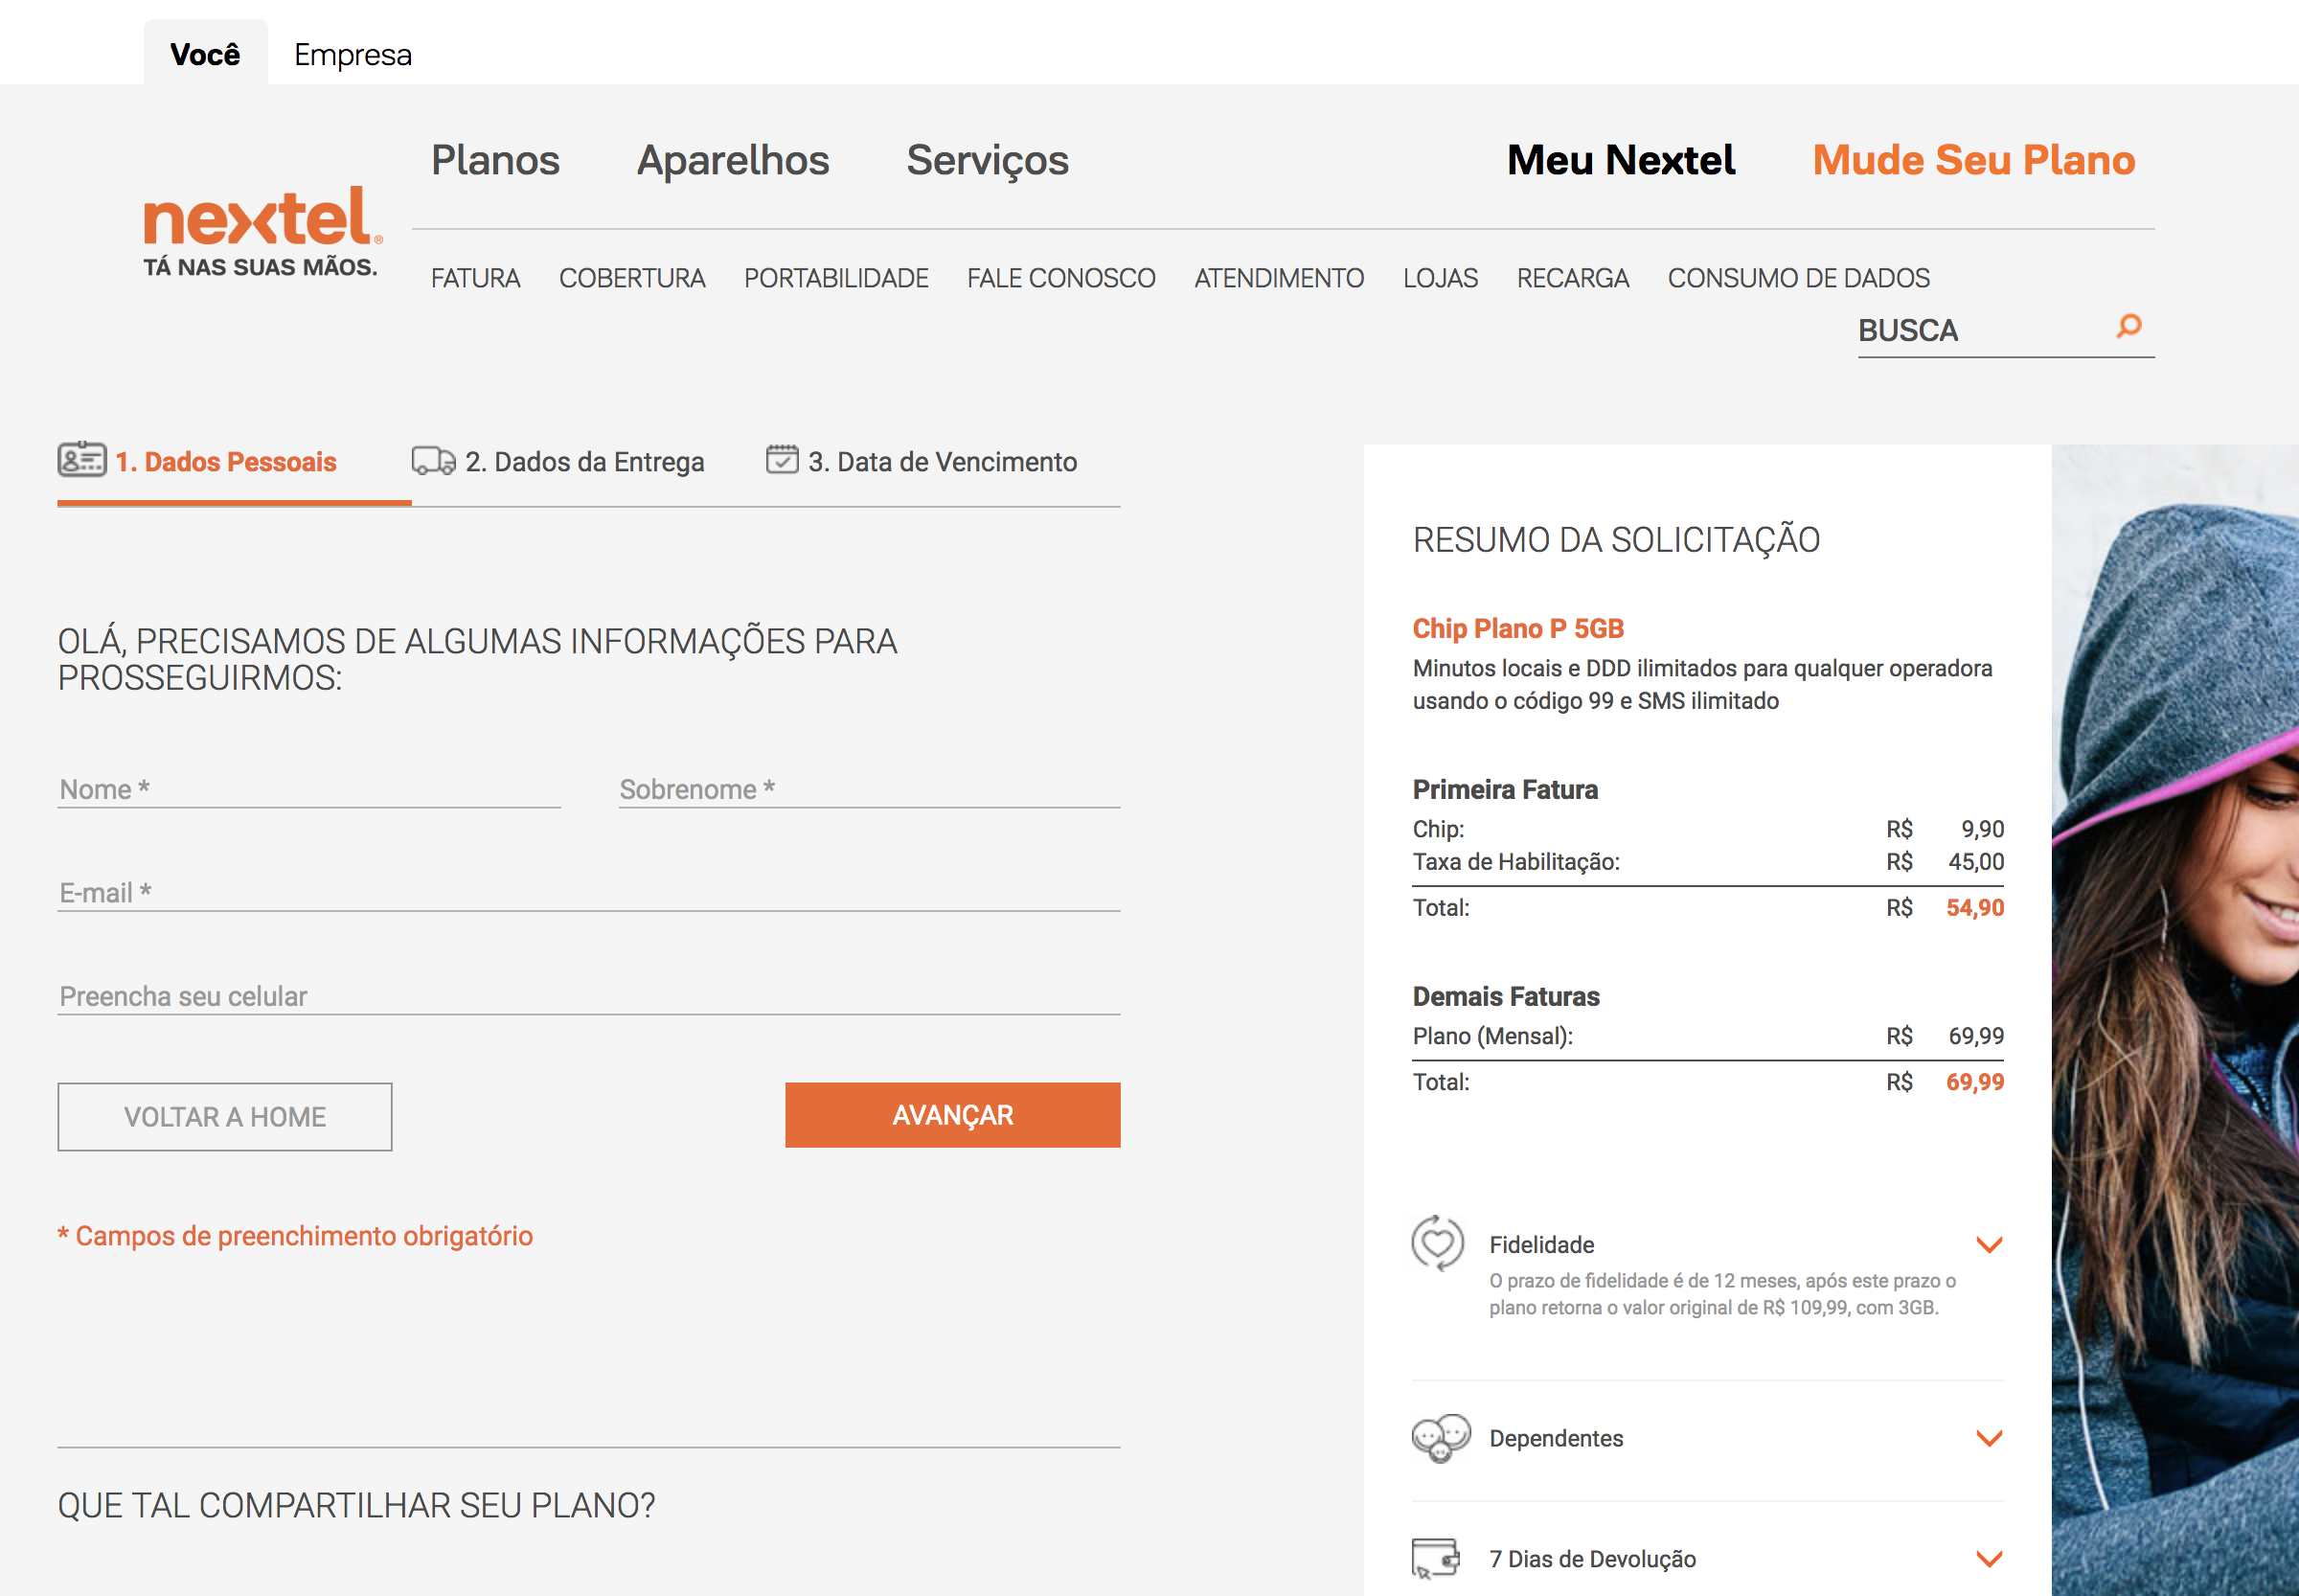 Você Empresa
Planos Aparelhos Serviços Meu Nextel Mude Seu Plano
nextel®
TÁ NAS SUAS MÃOS.
FATURA COBERTURA PORTABILIDADE FALE CONOSCO ATENDIMENTO LOJAS RECARGA CONSUMO DE DADOS
BUSCA
1. Dados Pessoais 2. Dados da Entrega 3. Data de Vencimento
OLÁ, PRECISAMOS DE ALGUMAS INFORMAÇÕES PARA
PROSSEGUIRMOS:
Nome * Sobrenome *
E-mail *
Preencha seu celular
VOLTAR A HOME AVANÇAR
* Campos de preenchimento obrigatório
QUE TAL COMPARTILHAR SEU PLANO?
RESUMO DA SOLICITAÇÃO
Chip Plano P 5GB
Minutos locais e DDD ilimitados para qualquer operadora
usando o código 99 e SMS ilimitado
Primeira Fatura
Chip: R$ 9,90
Taxa de Habilitação: R$ 45,00
Total: R$ 54,90
Demais Faturas
Plano (Mensal): R$ 69,99
Total: R$ 69,99
Fidelidade
O prazo de fidelidade é de 12 meses, após este prazo o
plano retorna o valor original de R$ 109,99, com 3GB.
Dependentes
7 Dias de Devolução